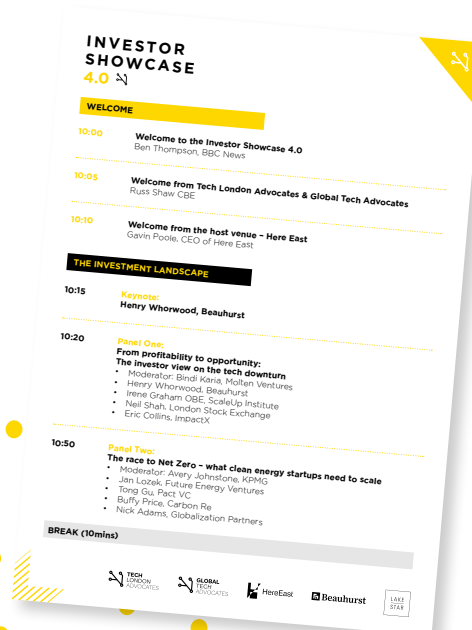 INVESTOR
SHOWCASE
4.0
WELCOME
10:00
Welcome to the Investor Showcase 4.0
Ben Thompson, BBC News
10:05
Welcome from Tech London Advocates & Global Tech Advocates
Russ Shaw CBE
10:10
Welcome from the host venue – Here East
Gavin Poole, CEO of Here East
THE INVESTMENT LANDSCAPE
10:15
Keynote:
Henry Whorwood, Beauhurst
10:20
Panel One:
From profitability to opportunity:
The investor view on the tech downturn
• Moderator: Bindi Karia, Molten Ventures
• Henry Whorwood, Beauhurst
• Irene Graham OBE, ScaleUp Institute
• Neil Shah, London Stock Exchange
• Eric Collins, ImpactX
10:50
Panel Two:
The race to Net Zero – what clean energy startups need to scale
• Moderator: Avery Johnstone, KPMG
• Jan Lozek, Future Energy Ventures
• Tong Gu, Pact VC
• Buffy Price, Carbon Re
• Nick Adams, Globalization Partners
BREAK (10mins)
TECH
LONDON
ADVOCATES
GLOBAL
TECH
ADVOCATES
HereEast
Beauhurst
LAKE
STAR